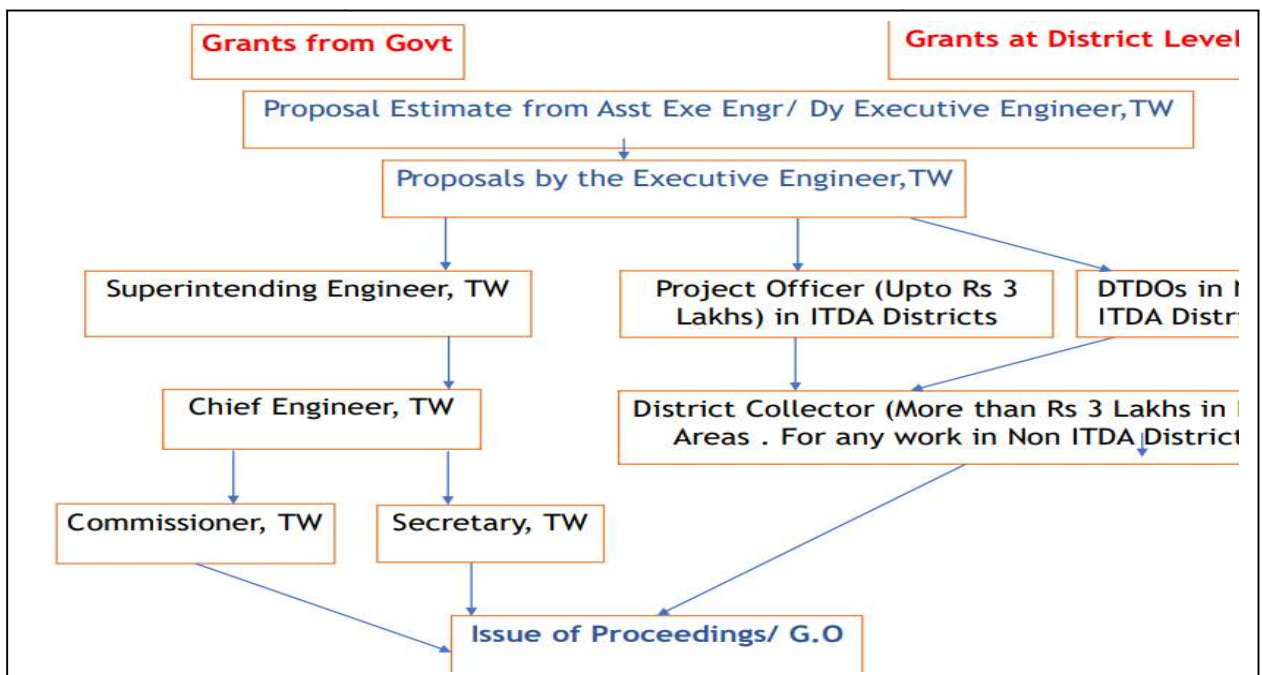 Grants from Govt
Grants at District Level
Proposal Estimate from Asst Exe Engr/ Dy Executive Engineer,TW
Proposals by the Executive Engineer,TW
Superintending Engineer, TW
Project Officer (Upto Rs 3
Lakhs) in ITDA Districts
DTDOs in
ITDA
Chief Engineer, TW
District Collector (More than Rs 3 Lakhs in
Areas . For any work in Non ITDA District
Commissioner, TW
Secretary, TW
Issue of Proceedings/ G.O